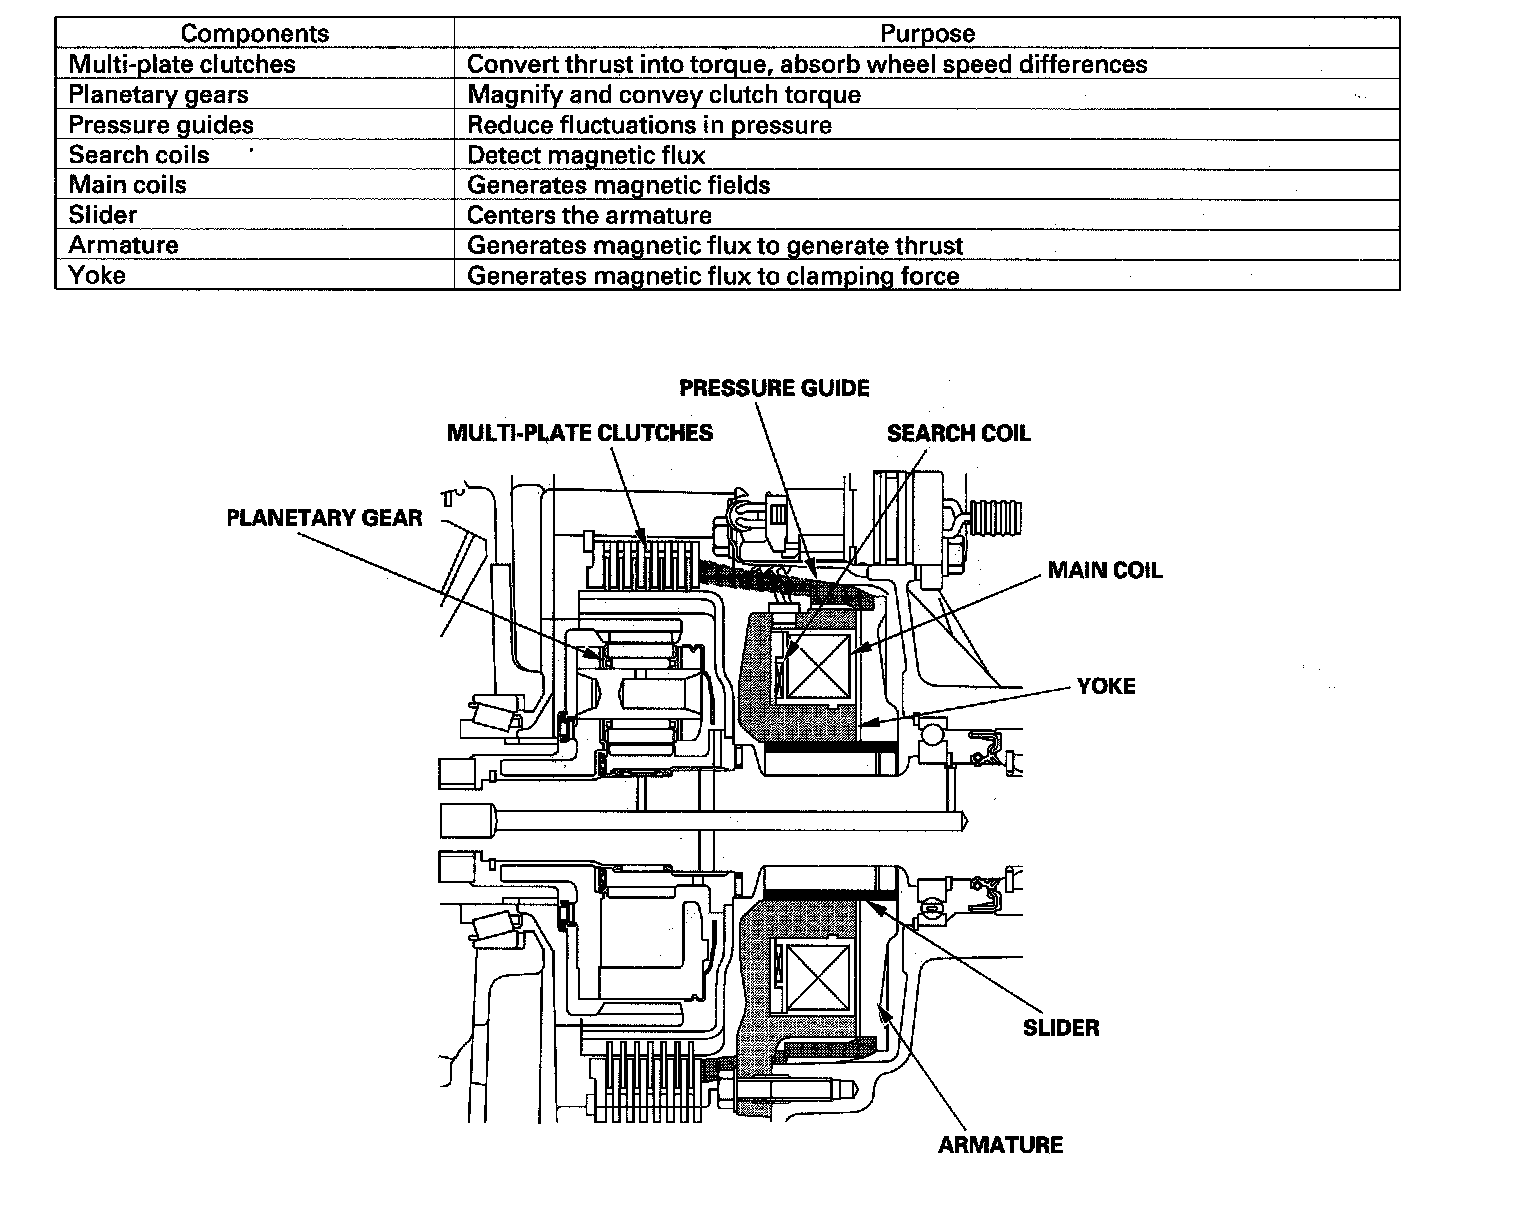 Components Purpose
Multi-plate clutches Convert thrust into torque, absorb wheel speed differences
Planetary gears Magnify and convey clutch torque
Pressure guides Reduce fluctuations in pressure
Search coils Detect magnetic flux
Main coils Generates magnetic fields
Slider Centers the armature
Armature Generates magnetic flux to generate thrust
Yoke Generates magnetic flux to clamping force
PRESSURE GUIDE
MULTI-PLATE CLUTCHES
SEARCH COIL
PLANETARY GEAR
MAIN COIL
YOKE
SLIDER
ARMATURE